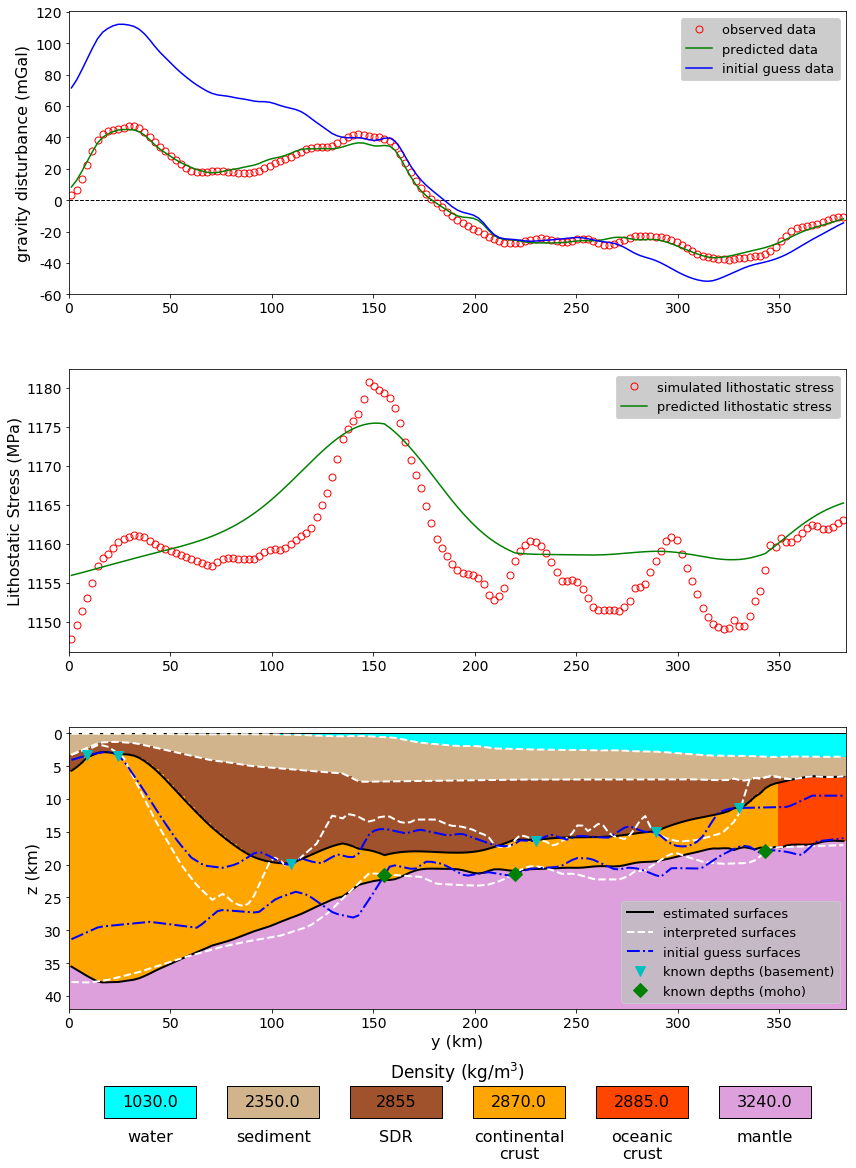 120
100
80
60
40
20
0
-20
-40
-60
gravity disturbance (mGal)
observed data
predicted data
initial guess data
0 50 100 150 200 250 300 350
1180
1175
1170
1165
1160
1155
1150
Lithostatic Stress (MPa)
simulated lithostatic stress
predicted lithostatic stress
0 50 100 150 200 250 300 350
0
5
10
15
20
25
30
35
40
z (km)
estimated surfaces
interpreted surfaces
initial guess surfaces
known depths (basement)
known depths (moho)
0 50 100 150 200 250 300 350
y (km)
Density (kg/m³)
1030.0 2350.0 2855 2870.0 2885.0 3240.0
water sediment SDR continental oceanic mantle
crust crust